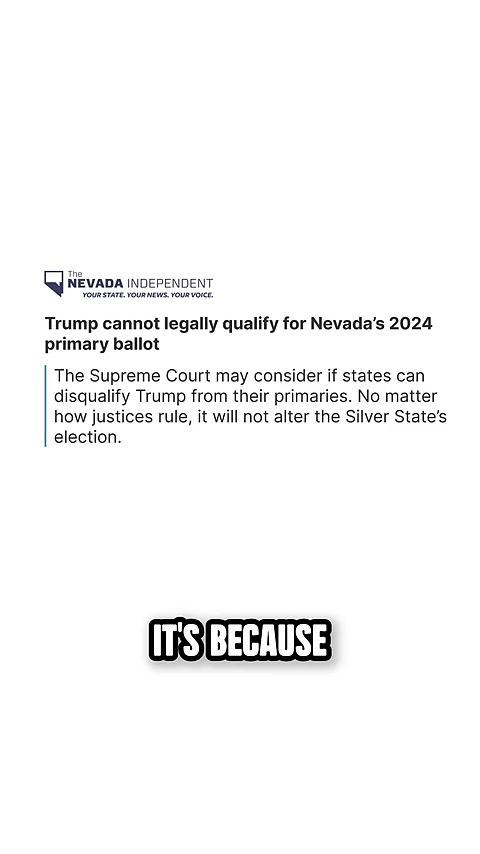 The
NEVADA INDEPENDENT
YOUR STATE. YOUR NEWS. YOUR VOICE.
Trump cannot legally qualify for Nevada’s 2024
primary ballot
The Supreme Court may consider if states can
disqualify Trump from their primaries. No matter
how justices rule, it will not alter the Silver State’s
election.
IT'S BECAUSE